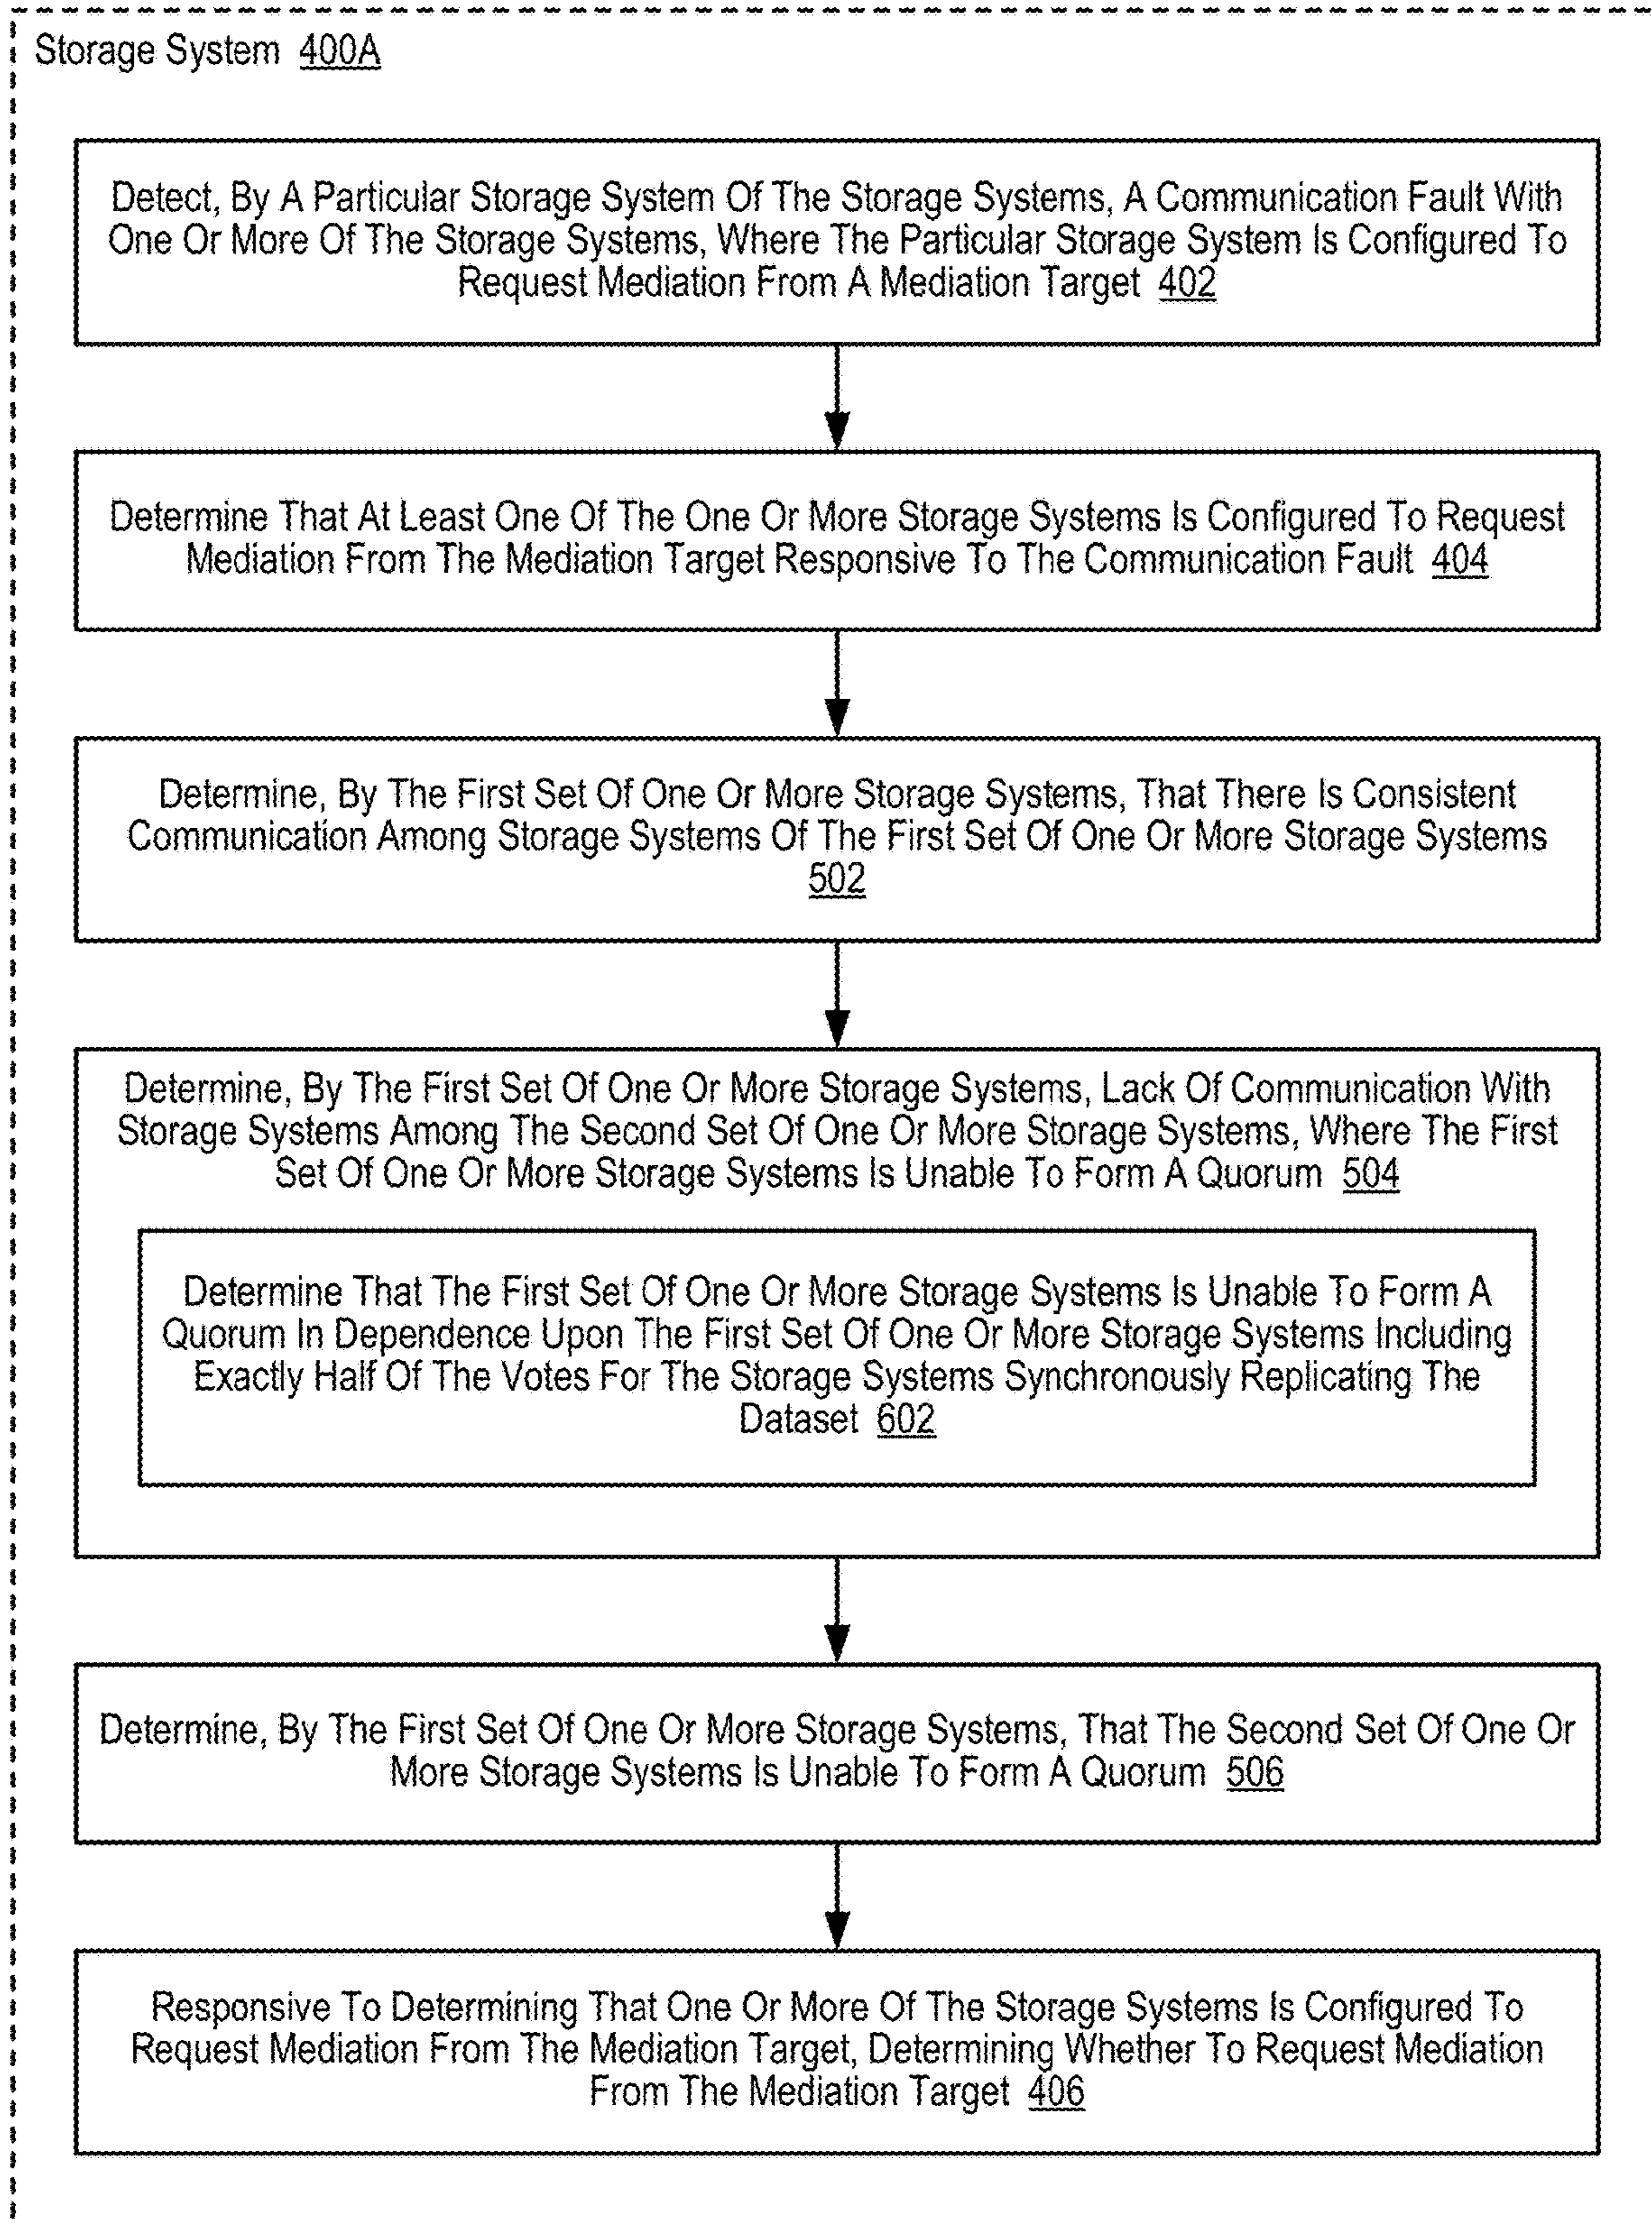 Storage System 400A
Detect, By A Particular Storage System Of The Storage Systems, A Communication Fault With
One Or More Of The Storage Systems, Where The Particular Storage System Is Configured To
Request Mediation From A Mediation Target 402
Determine That At Least One Of The One Or More Storage Systems Is Configured To Request
Mediation From The Mediation Target Responsive To The Communication Fault 404
Determine, By The First Set Of One Or More Storage Systems, That There Is Consistent
Communication Among Storage Systems Of The First Set Of One Or More Storage Systems
502
Determine, By The First Set Of One Or More Storage Systems, Lack Of Communication With
Storage Systems Among The Second Set Of One Or More Storage Systems, Where The First
Set Of One Or More Storage Systems Is Unable To Form A Quorum 504
Determine That The First Set Of One Or More Storage Systems Is Unable To Form A
Quorum In Dependence Upon The First Set Of One Or More Storage Systems Including
Exactly Half Of The Votes For The Storage Systems Synchronously Replicating The
Dataset 602
Determine, By The First Set Of One Or More Storage Systems, That The Second Set Of One Or
More Storage Systems Is Unable To Form A Quorum 506
Responsive To Determining That One Or More Of The Storage Systems Is Configured To
Request Mediation From The Mediation Target, Determining Whether To Request Mediation
From The Mediation Target 406